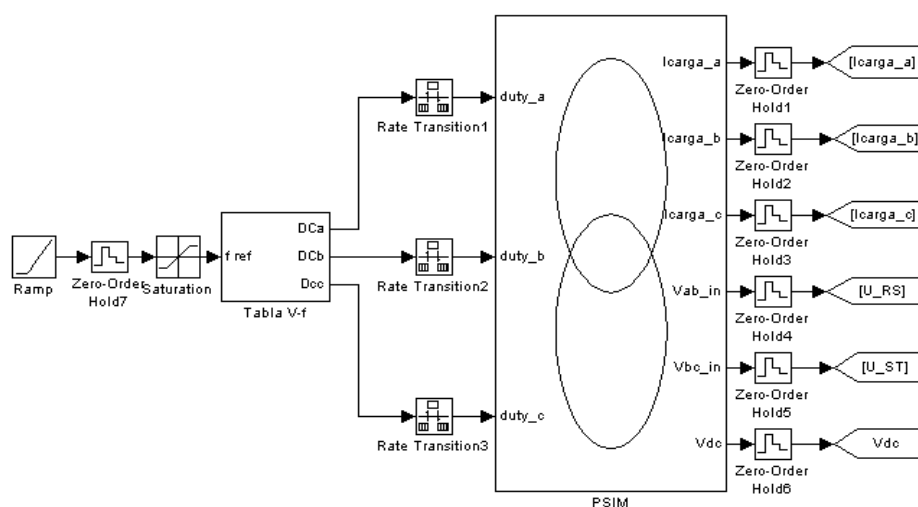 Ramp
Zero-Order
Hold7
Saturation
f ref
DCa
DCb
Dcc
Tabla V-f
Rate Transition1
Rate Transition2
Rate Transition3
duty_a
duty_b
duty_c
PSIM
Icarga_a
Icarga_b
Icarga_c
Vab_in
Vbc_in
Vdc
Zero-Order
Hold1
Zero-Order
Hold2
Zero-Order
Hold3
Zero-Order
Hold4
Zero-Order
Hold5
Zero-Order
Hold6
[Icarga_a]
[Icarga_b]
[Icarga_c]
[U_RS]
[U_ST]
Vdc